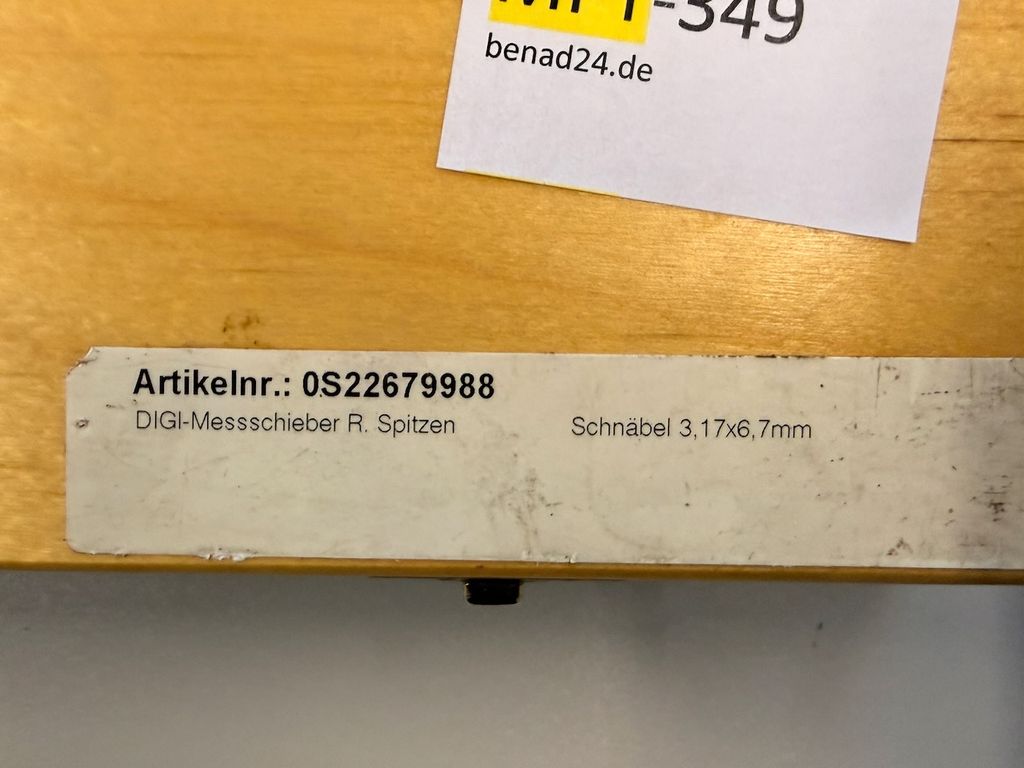 -349
benad24.de
Artikelnr.: 0S22679988
DIGI-Messschieber R. Spitzen Schnäbel 3,17x6,7mm